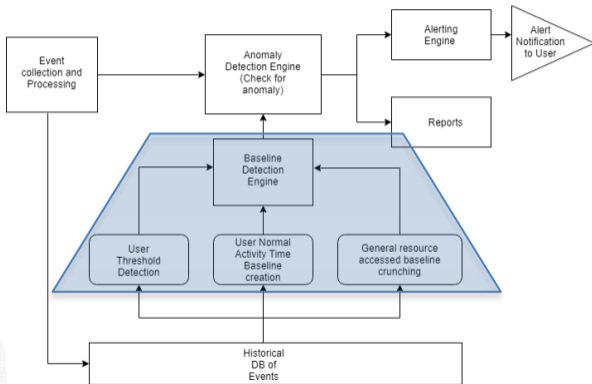 Event
collection and
Processing
Anomaly
Detection Engine
(Check for
anomaly)
Alerting
Engine
Alert
Notification
to User
Reports
Baseline
Detection
Engine
User
Threshold
Detection
User Normal
Activity Time
Baseline
creation
General resource
accessed baseline
crunching
Historical
DB of
Events